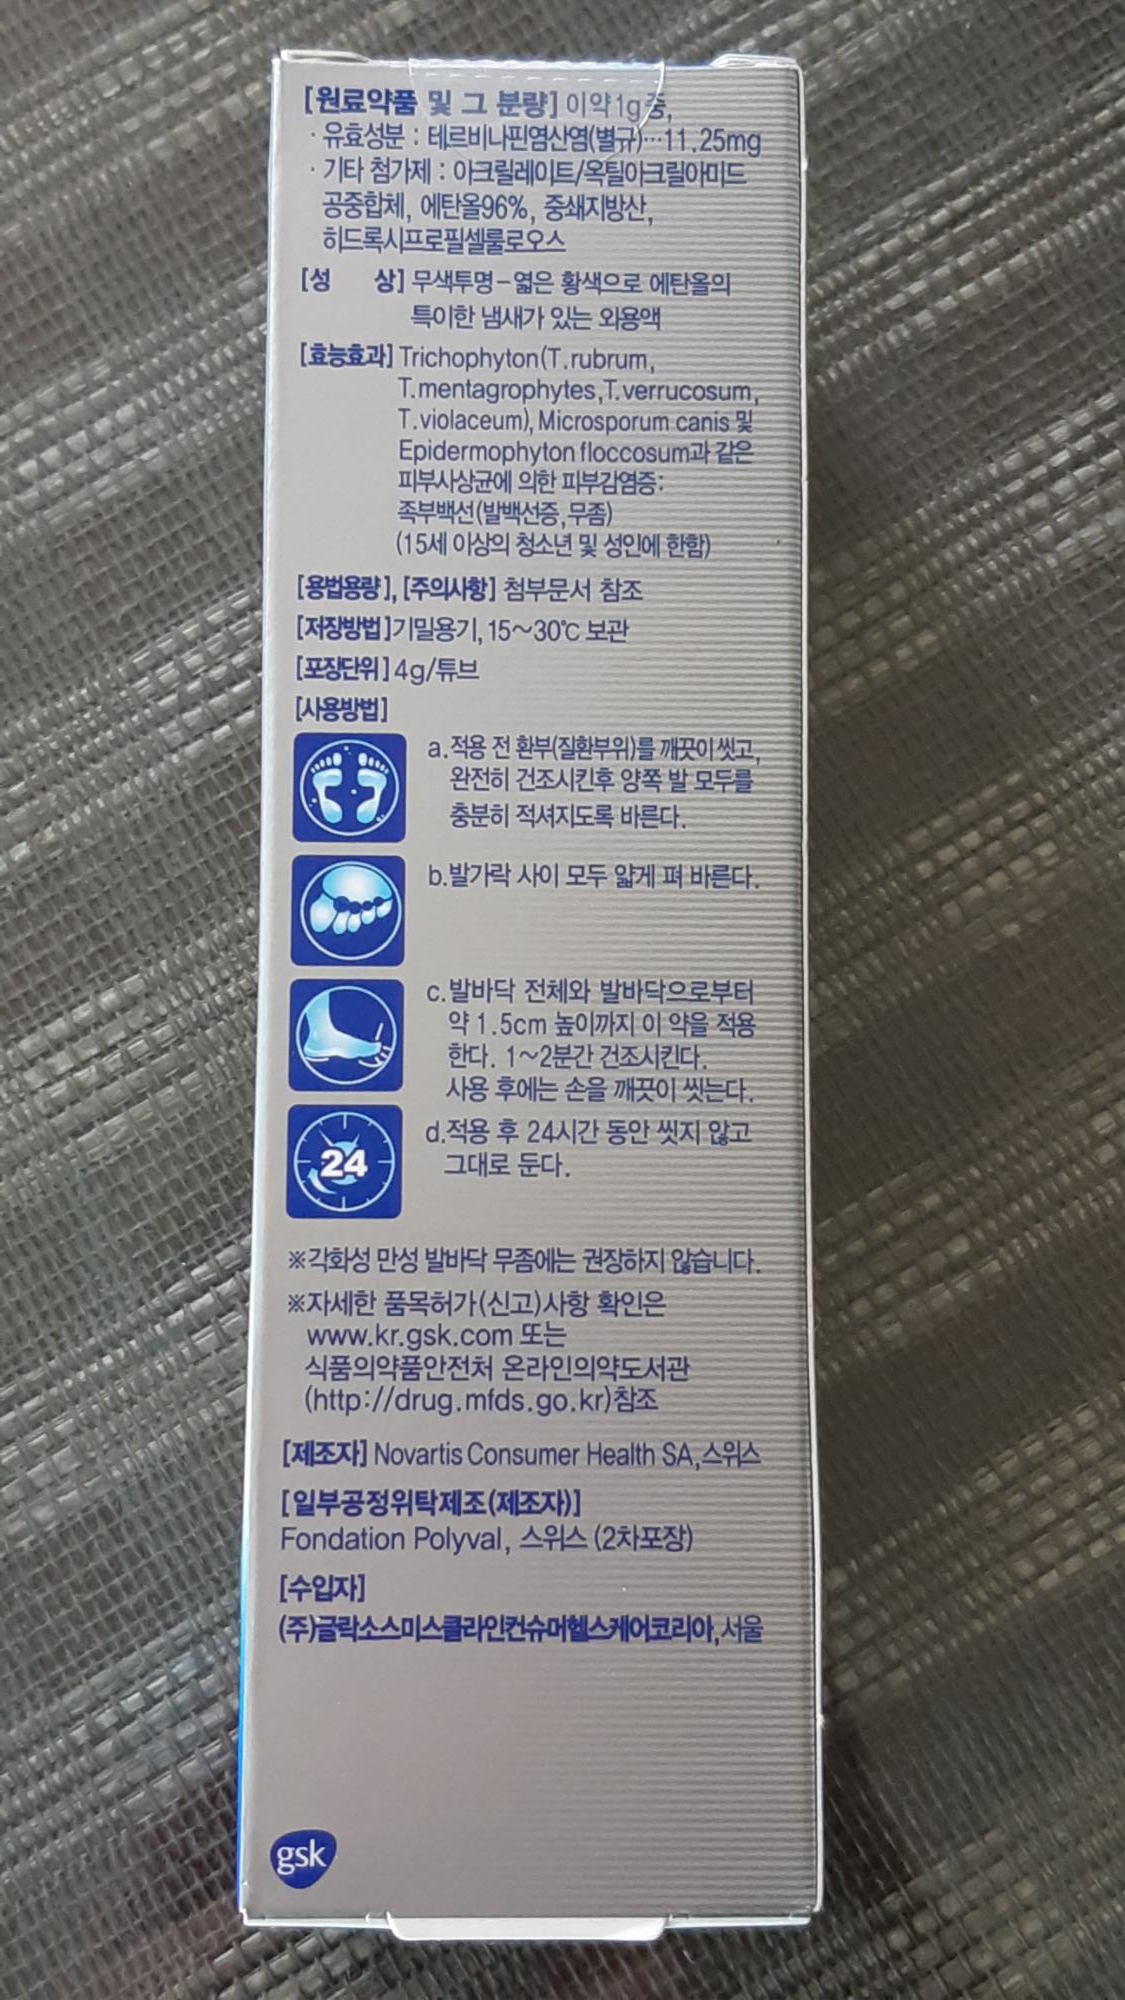 [원료약품 및 그 분량] 이약 1g 중,
· 유효성분 : 테르비나핀염산염(별규)…11.25mg
· 기타 첨가제 : 아크릴레이트/옥틸아크릴아미드
공중합체, 에탄올96%, 중쇄지방산,
히드록시프로필셀룰로오스
[성 상] 무색투명-엷은 황색으로 에탄올의
특이한 냄새가 있는 외용액
[효능효과] Trichophyton(T.rubrum,
T.mentagrophytes,T.verrucosum,
T.violaceum), Microsporum canis 및
Epidermophyton floccosum과 같은
피부사상균에 의한 피부감염증:
족부백선(발백선증,무좀)
(15세 이상의 청소년 및 성인에 한함)
[용법용량], [주의사항] 첨부문서 참조
[저장방법]기밀용기, 15~30℃ 보관
[포장단위]4g/튜브
[사용방법]
a.적용 전 환부(질환부위)를 깨끗이 씻고,
완전히 건조시킨후 양쪽 발 모두를
충분히 적셔지도록 바른다.
b.발가락 사이 모두 얇게 펴 바른다.
c.발바닥 전체와 발바닥으로부터
약 1.5cm 높이까지 이 약을 적용
한다. 1~2분간 건조시킨다.
사용 후에는 손을 깨끗이 씻는다.
24
d.적용 후 24시간 동안 씻지 않고
그대로 둔다.
※각화성 만성 발바닥 무좀에는 권장하지 않습니다.
※자세한 품목허가(신고)사항 확인은
www.kr.gsk.com 또는
식품의약품안전처 온라인의약도서관
(http://drug.mfds.go.kr)참조
[제조자] Novartis Consumer Health SA,스위스
[일부공정위탁제조(제조자)]
Fondation Polyval, 스위스 (2차포장)
[수입자]
(주)글락소스미스클라인컨슈머헬스케어코리아,서울
gsk